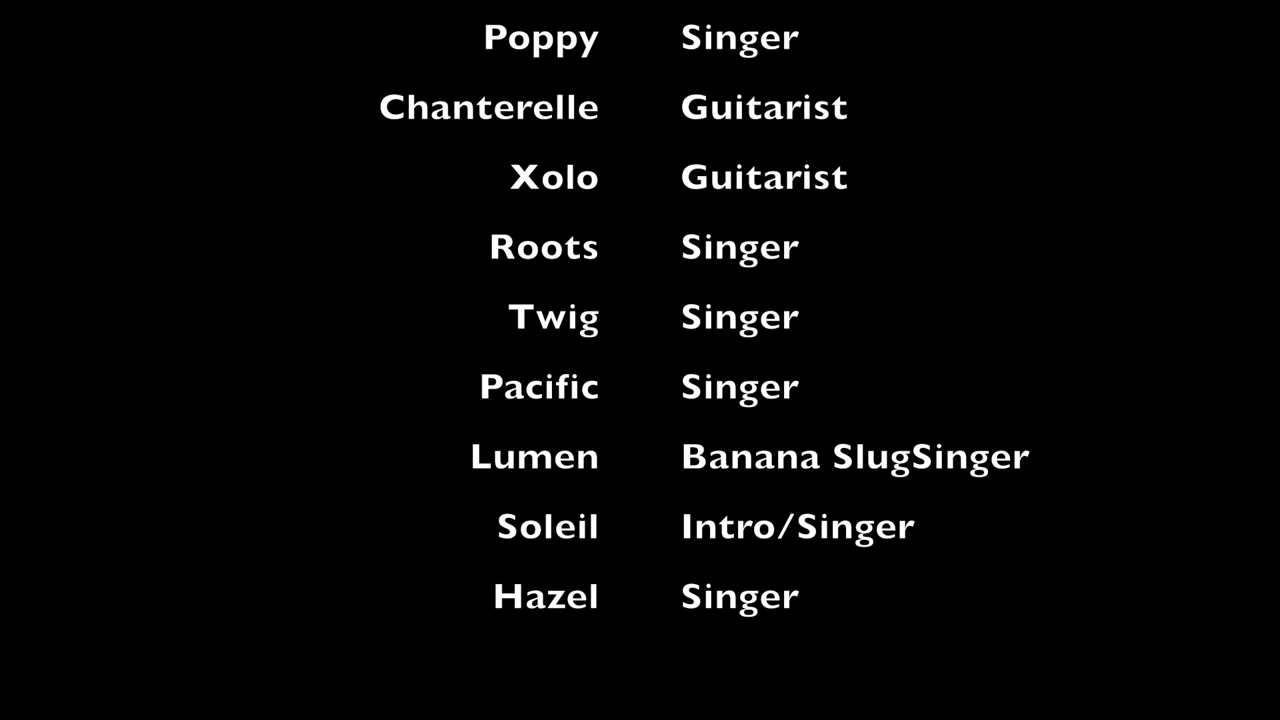 Poppy Singer
Chanterelle Guitarist
Xolo Guitarist
Roots Singer
Twig Singer
Pacific Singer
Lumen Banana SlugSinger
Soleil Intro/Singer
Hazel Singer